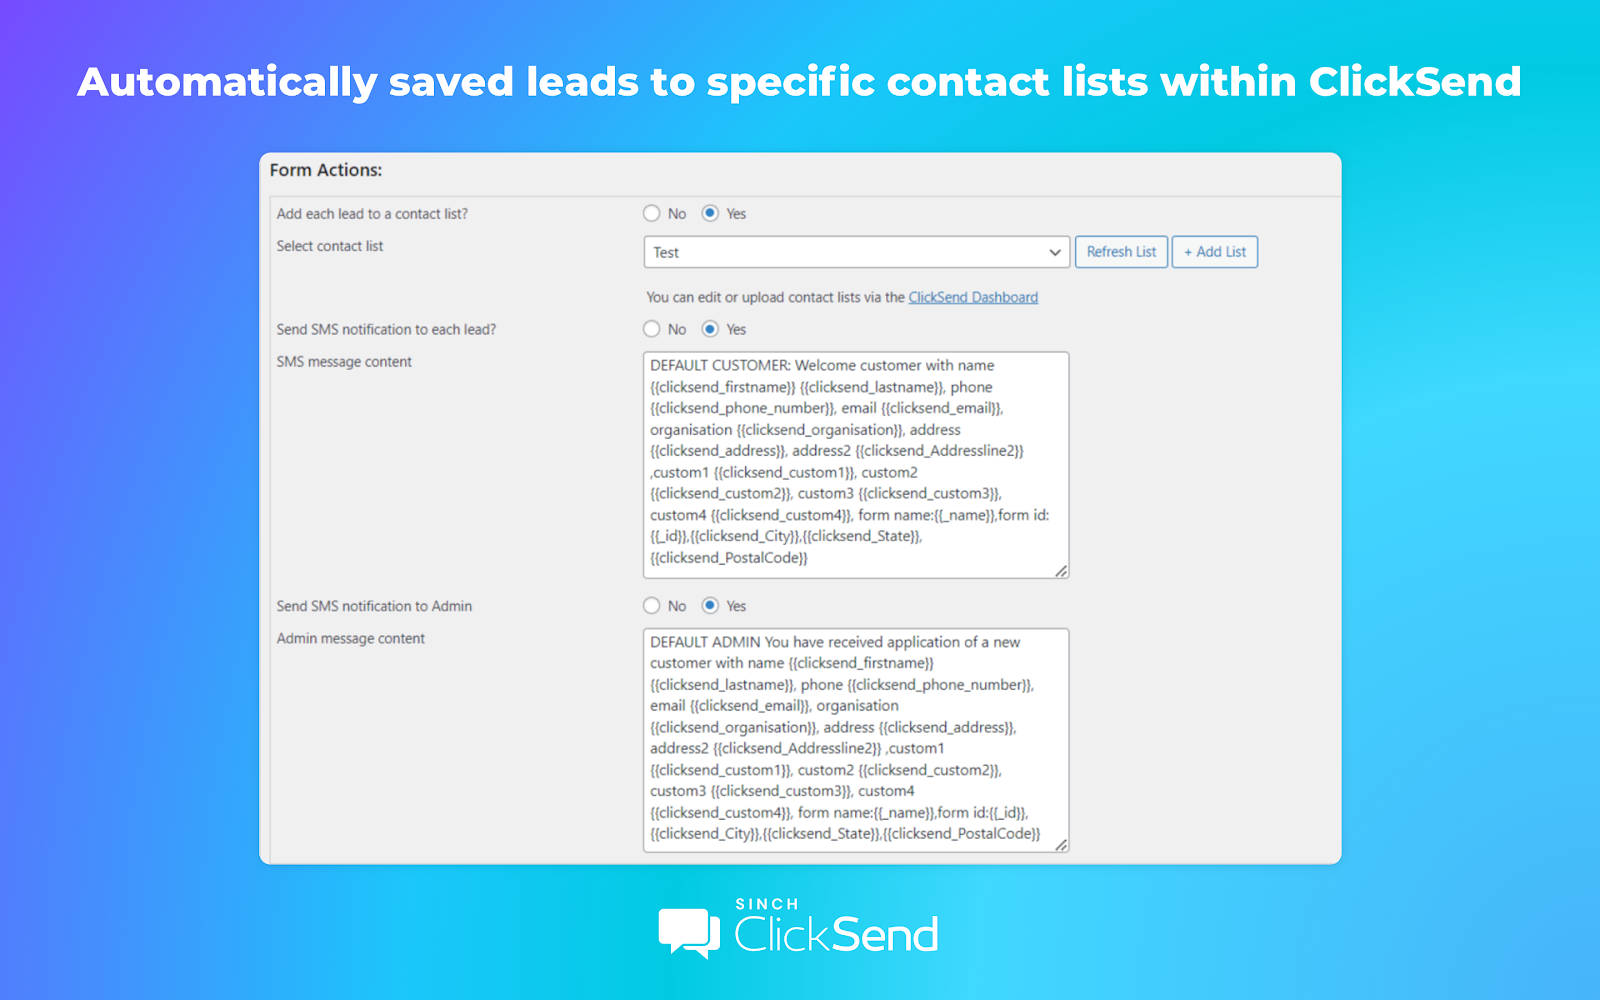 Automatically saved leads to specific contact lists within ClickSend
Form Actions:
Add each lead to a contact list?
No Yes
Select contact list
Test
Refresh List
+ Add List
You can edit or upload contact lists via the ClickSend Dashboard
Send SMS notification to each lead?
No Yes
SMS message content
DEFAULT CUSTOMER: Welcome customer with name
{{clicksend_firstname}} {{clicksend_lastname}}, phone
{{clicksend_phone_number}}, email {{clicksend_email}},
organisation {{clicksend_organisation}}, address
{{clicksend_address}}, address2 {{clicksend_Addressline2}}
,custom1 {{clicksend_custom1}}, custom2
{{clicksend_custom2}}, custom3 {{clicksend_custom3}},
custom4 {{clicksend_custom4}}, form name:{{_name}},form id:
{{_id}},{{clicksend_City}},{{clicksend_State}},
{{clicksend_PostalCode}}
Send SMS notification to Admin
No Yes
Admin message content
DEFAULT ADMIN You have received application of a new
customer with name {{clicksend_firstname}}
{{clicksend_lastname}}, phone {{clicksend_phone_number}},
email {{clicksend_email}}, organisation
{{clicksend_organisation}}, address {{clicksend_address}},
address2 {{clicksend_Addressline2}} ,custom1
{{clicksend_custom1}}, custom2 {{clicksend_custom2}},
custom3 {{clicksend_custom3}}, custom4
{{clicksend_custom4}}, form name:{{_name}},form id:{{_id}},
{{clicksend_City}},{{clicksend_State}},{{clicksend_PostalCode}}
SINCH
ClickSend